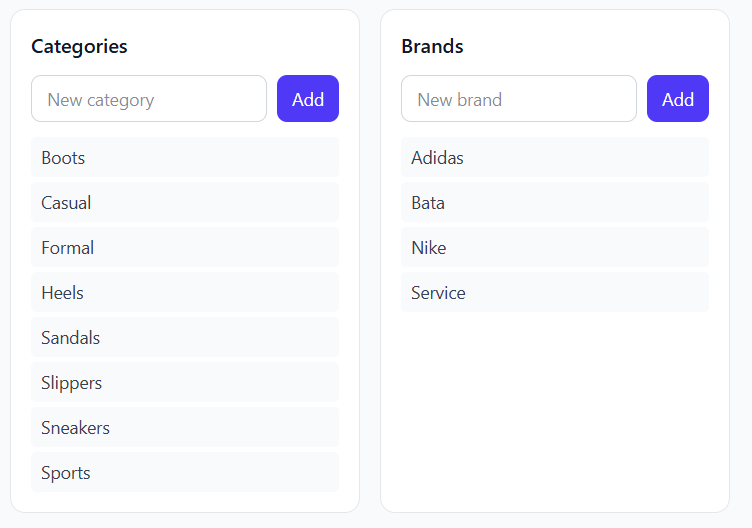 Categories
New category
Add
Boots
Casual
Formal
Heels
Sandals
Slippers
Sneakers
Sports
Brands
New brand
Add
Adidas
Bata
Nike
Service